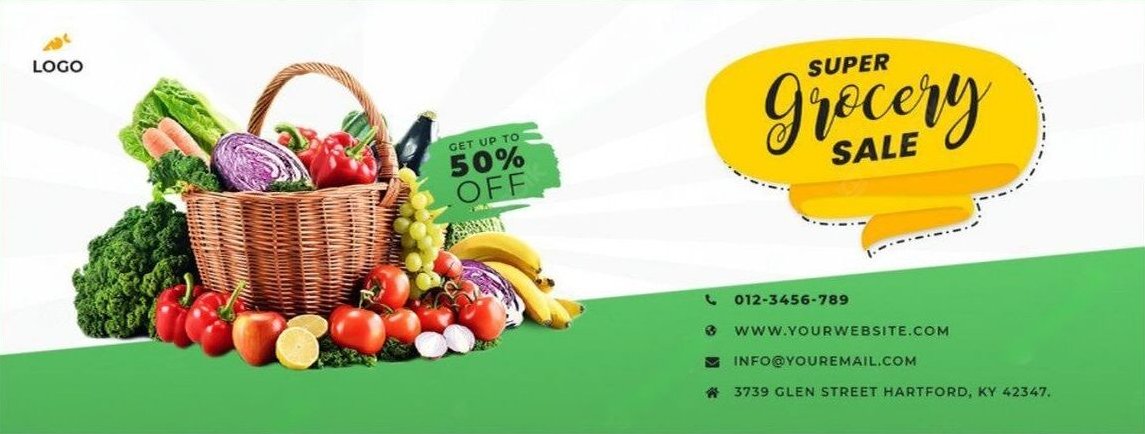 LOGO
GET UP TO
50%
OFF
SUPER
grocery
SALE
012-3456-789
WWW.YOURWEBSITE.COM
INFO@YOUREMAIL.COM
3739 GLEN STREET HARTFORD, KY 42347.